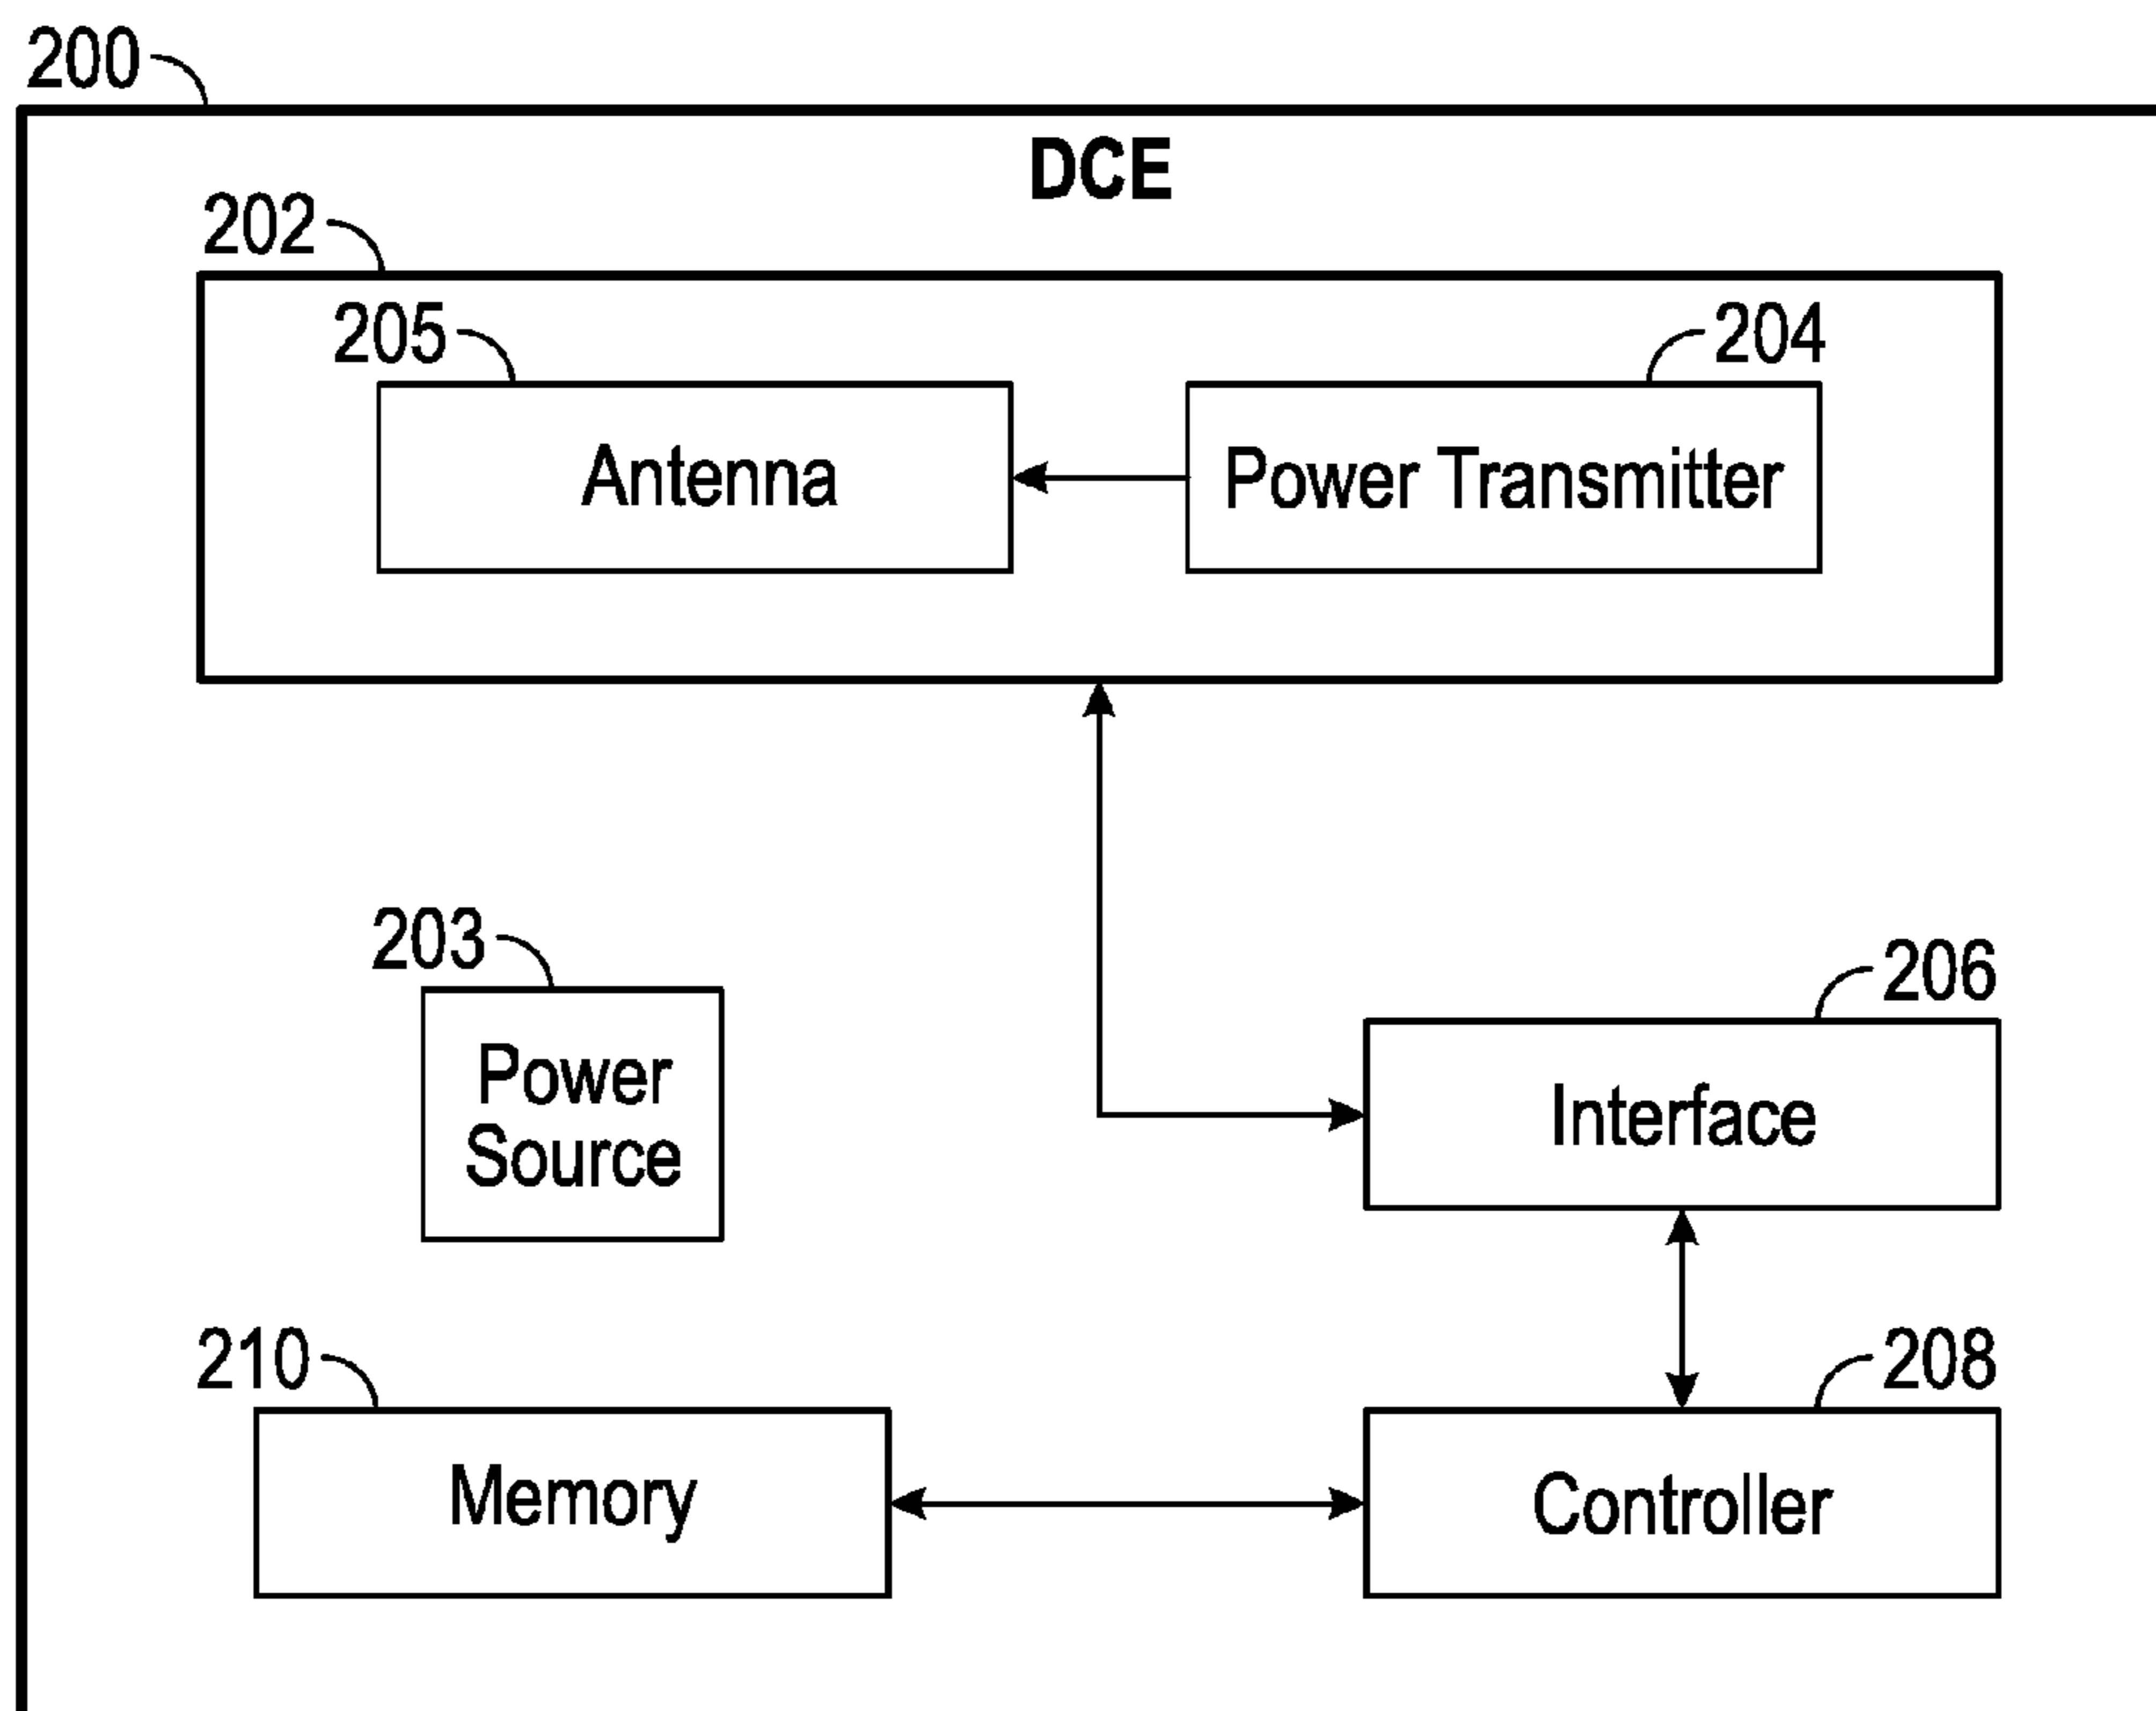 200
DCE
202
205
204
Antenna
Power Transmitter
203
206
Power
Source
Interface
210
208
Memory
Controller